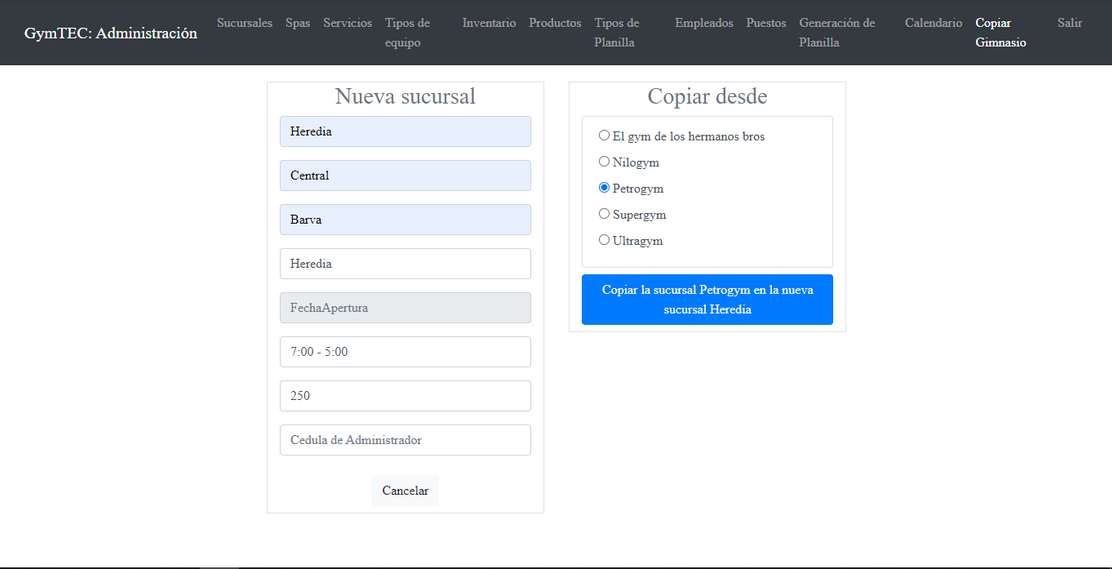 GymTEC: Administración
Sucursales
Spas
Servicios
Tipos de
equipo
Inventario
Productos
Tipos de
Planilla
Empleados
Puestos
Generación de
Planilla
Calendario
Copiar
Gimnasio
Salir
Nueva sucursal
Heredia
Central
Barva
Heredia
FechaApertura
7:00 - 5:00
250
Cedula de Administrador
Cancelar
Copiar desde
El gym de los hermanos bros
Nilogym
Petrogym
Supergym
Ultragym
Copiar la sucursal Petrogym en la nueva
sucursal Heredia